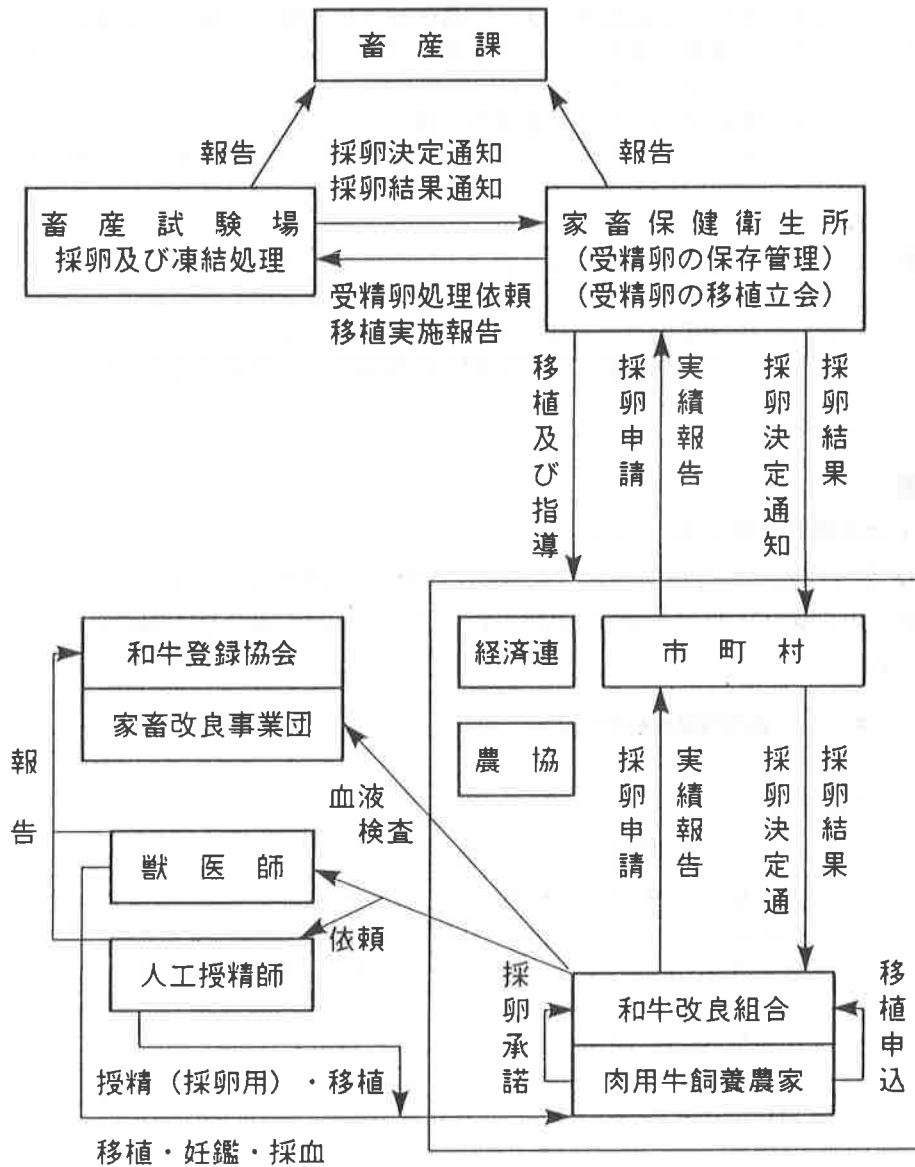 畜産課
報告
採卵決定通知
採卵結果通知
報告
畜産試験場
採卵及び凍結処理
家畜保健衛生所
(受精卵の保存管理)
(受精卵の移植立会)
受精卵処理依頼
移植実施報告
移植及び指導
採卵申請
実績報告
採卵決定通知
採卵結果
和牛登録協会
家畜改良事業団
経済連
農協
市町村
報告
血液
検査
採卵申請
実績報告
採卵決定通
採卵結果
獣医師
人工授精師
依頼
採卵承諾
和牛改良組合
肉用牛飼養農家
移植申込
授精（採卵用）・移植
移植・妊鑑・採血